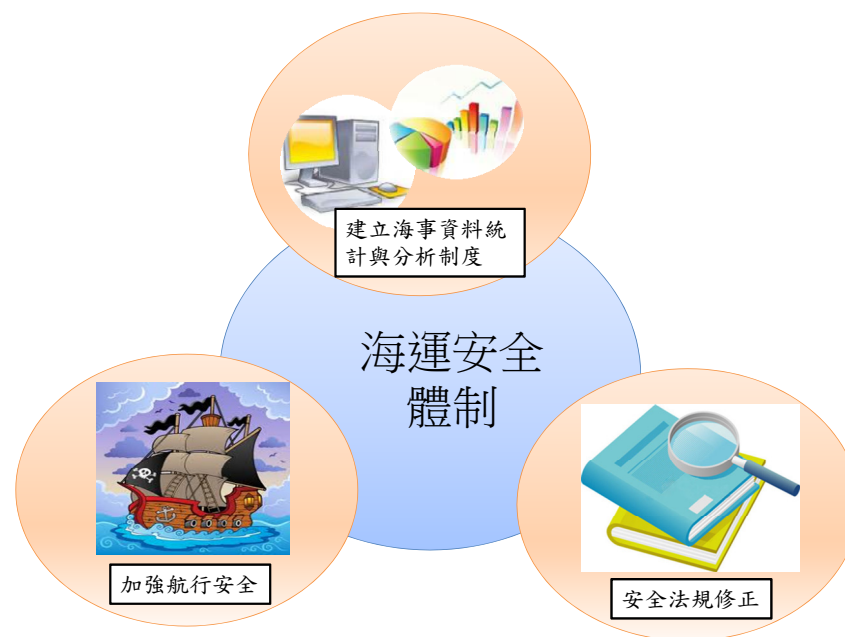 建立海事資料統
計與分析制度
海運安全
體制
加強航行安全
安全法規修正